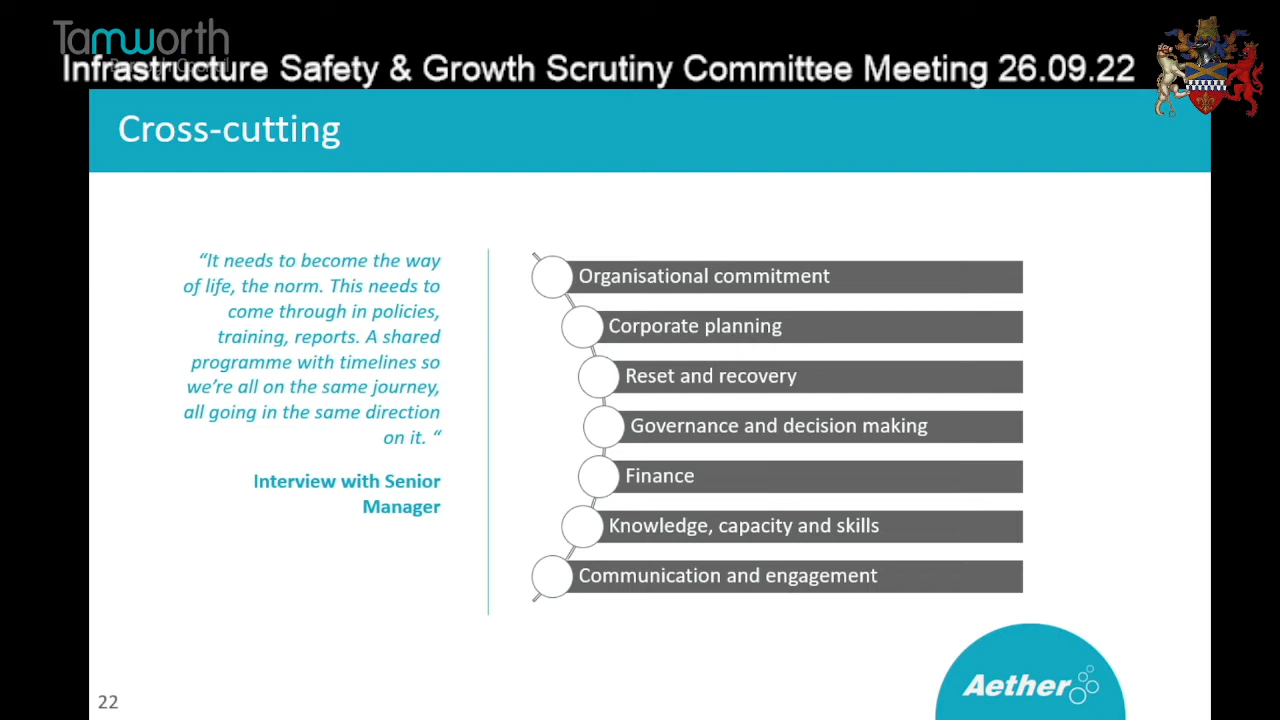 Tamworth
Borough Council
Infrastructure Safety & Growth Scrutiny Committee Meeting 26.09.22
Cross-cutting
“It needs to become the way
of life, the norm. This needs to
come through in policies,
training, reports. A shared
programme with timelines so
we’re all on the same journey,
all going in the same direction
on it. “
Interview with Senior
Manager
Organisational commitment
Corporate planning
Reset and recovery
Governance and decision making
Finance
Knowledge, capacity and skills
Communication and engagement
Aether
22